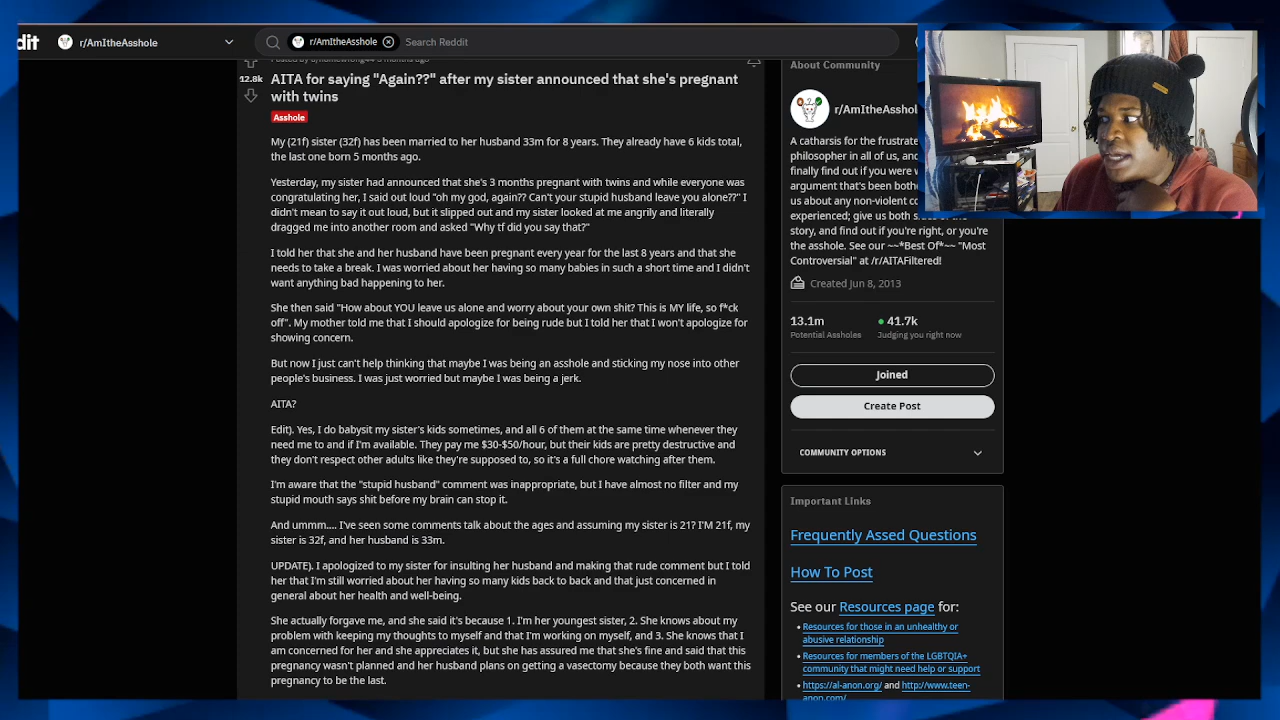 dit r/AmItheAsshole r/AmItheAsshole Search Reddit
12.8k
AITA for saying "Again??" after my sister announced that she's pregnant
with twins
Asshole
My (21f) sister (32f) has been married to her husband 33m for 8 years. They already have 6 kids total,
the last one born 5 months ago.
Yesterday, my sister had announced that she's 3 months pregnant with twins and while everyone was
congratulating her, I said out loud "oh my god, again?? Can't your stupid husband leave you alone??" I
didn't mean to say it out loud, but it slipped out and my sister looked at me angrily and literally
dragged me into another room and asked "Why tf did you say that?"
I told her that she and her husband have been pregnant every year for the last 8 years and that she
needs to take a break. I was worried about her having so many babies in such a short time and I didn't
want anything bad happening to her.
She then said "How about YOU leave us alone and worry about your own shit? This is MY life, so f*ck
off". My mother told me that I should apologize for being rude but I told her that I won't apologize for
showing concern.
But now I just can't help thinking that maybe I was being an asshole and sticking my nose into other
people's business. I was just worried but maybe I was being a jerk.
AITA?
Edit). Yes, I do babysit my sister's kids sometimes, and all 6 of them at the same time whenever they
need me to and if I'm available. They pay me $30-$50/hour, but their kids are pretty destructive and
they don't respect other adults like they're supposed to, so it's a full chore watching after them.
I'm aware that the "stupid husband" comment was inappropriate, but I have almost no filter and my
stupid mouth says shit before my brain can stop it.
And ummm.... I've seen some comments talk about the ages and assuming my sister is 21? I'M 21f, my
sister is 32f, and her husband is 33m.
UPDATE). I apologized to my sister for insulting her husband and making that rude comment but I told
her that I'm still worried about her having so many kids back to back and that just concerned in
general about her health and well-being.
She actually forgave me, and she said it's because 1. I'm her youngest sister, 2. She knows about my
problem with keeping my thoughts to myself and that I'm working on myself, and 3. She knows that I
am concerned for her and she appreciates it, but she has assured me that she's fine and said that this
pregnancy wasn't planned and her husband plans on getting a vasectomy because they both want this
pregnancy to be the last.
About Community
r/AmItheAsshol
A catharsis for the frustrate
philosopher in all of us, and
finally find out if you were
argument that's been both
us about any non-violent co
experienced; give us both sides of the
story, and find out if you're right, or you're
the asshole. See our ~~*Best Of*~~ "Most
Controversial" at /r/AITAFiltered!
Created Jun 8, 2013
13.1m 41.7k
Potential Assholes Judging you right now
Joined
Create Post
COMMUNITY OPTIONS
Important Links
Frequently Assed Questions
How To Post
See our Resources page for:
• Resources for those in an unhealthy or
abusive relationship
• Resources for members of the LGBTQIA+
community that might need help or support
• https://al-anon.org/ and http://www.teen-
anon.com/